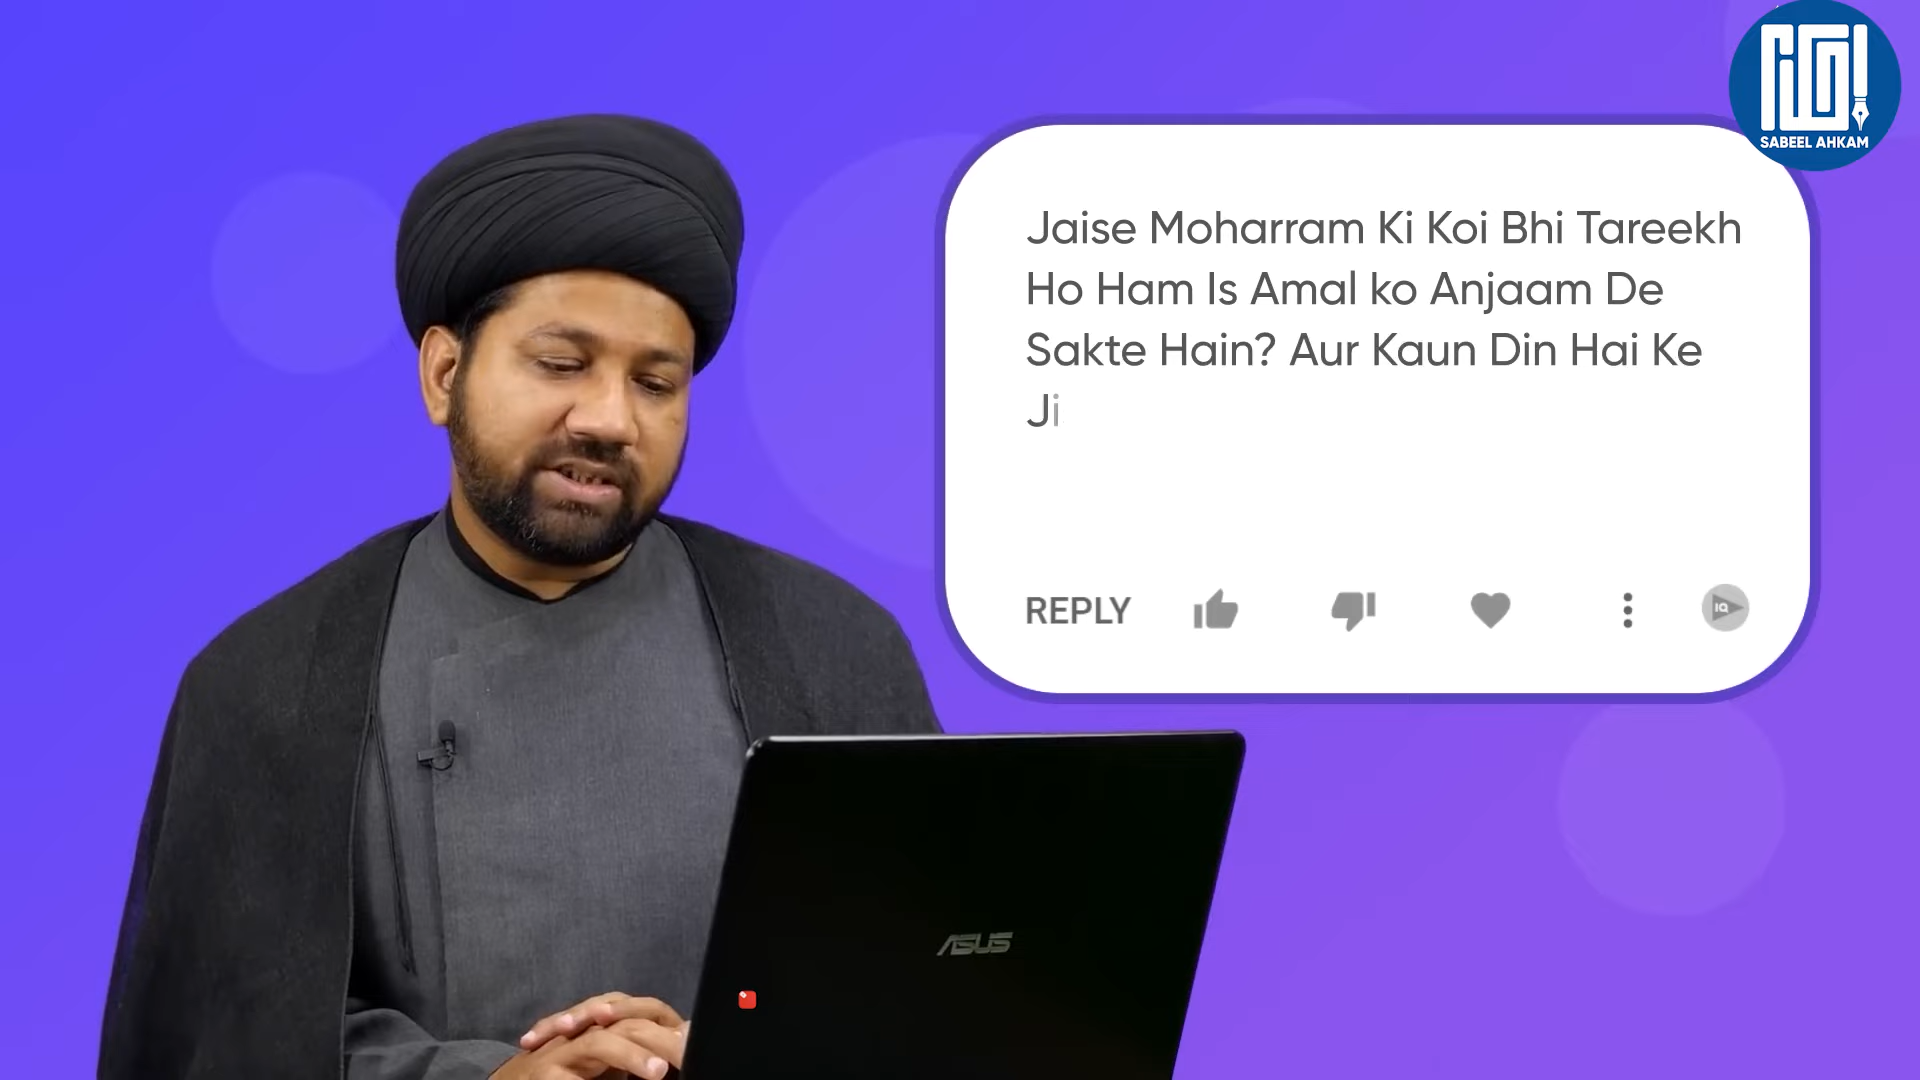 SABEEL AHKAM
Jaise Moharram Ki Koi Bhi Tareekh
Ho Ham Is Amal ko Anjaam De
Sakte Hain? Aur Kaun Din Hai Ke
Ji
REPLY
IQ
ASUS